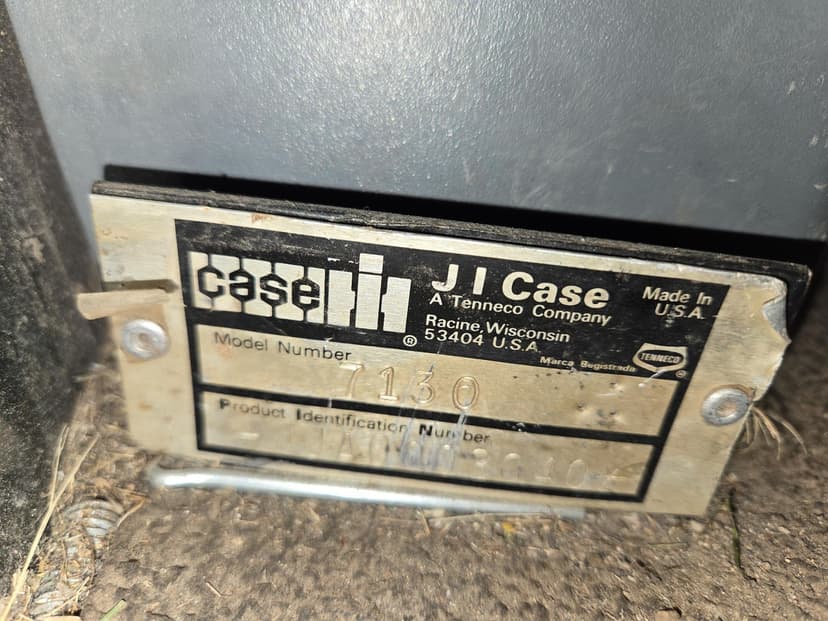 case IH ®
J I Case
A Tenneco Company
Racine, Wisconsin
53404 U.S.A.
Made In
U.S.A.
Marca Registrada
TENNECO ®
Model Number
7130
Product Identification Number